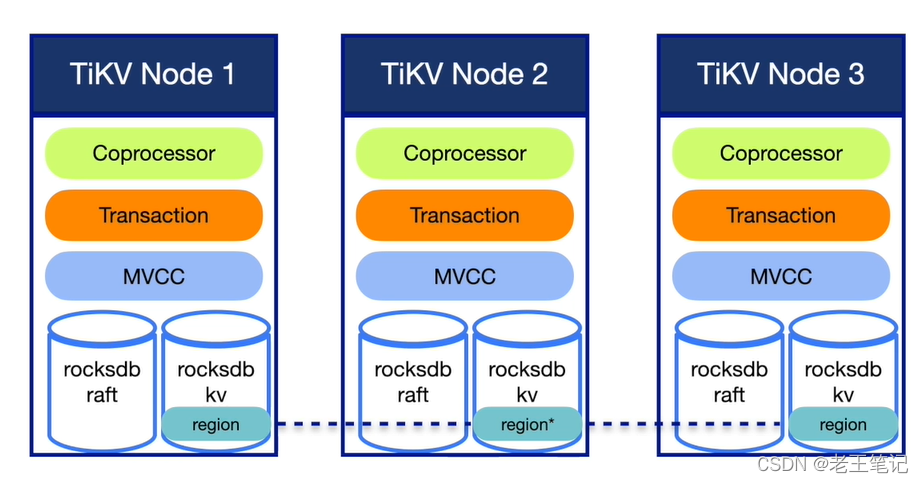 TiKV Node 1
Coprocessor
Transaction
MVCC
rocksdb
raft
rocksdb
kv
region
TiKV Node 2
Coprocessor
Transaction
MVCC
rocksdb
raft
rocksdb
kv
region*
TiKV Node 3
Coprocessor
Transaction
MVCC
rocksdb
raft
rocksdb
kv
region
CSDN @老王笔记